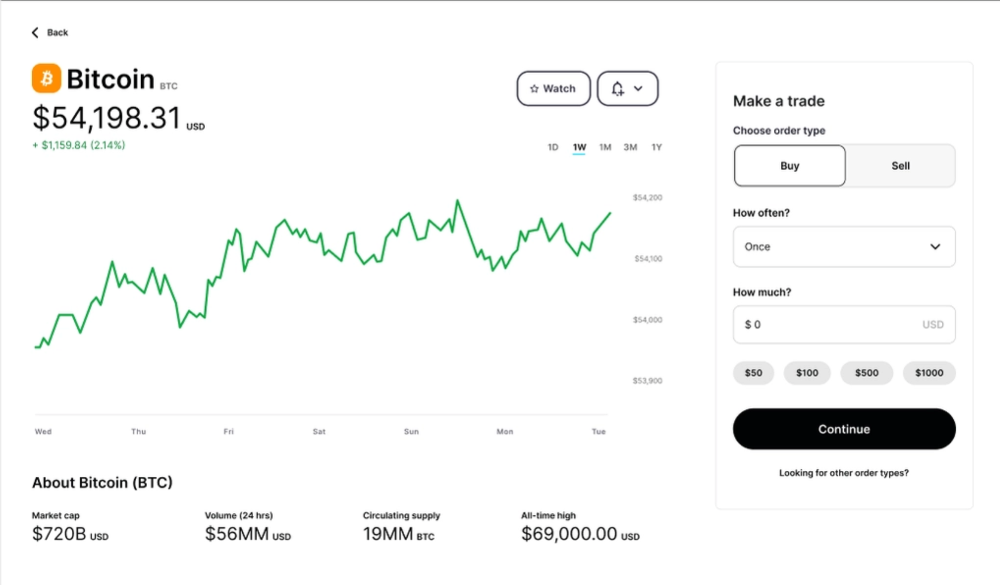 Back
Bitcoin BTC
$54,198.31 USD
+ $1,159.84 (2.14%)
Watch
1D 1W 1M 3M 1Y
$54,200
$54,100
$54,000
$53,900
Wed Thu Fri Sat Sun Mon Tue
About Bitcoin (BTC)
Market cap
$720B USD
Volume (24 hrs)
$56MM USD
Circulating supply
19MM BTC
All-time high
$69,000.00 USD
Make a trade
Choose order type
Buy Sell
How often?
Once
How much?
$ 0 USD
$50 $100 $500 $1000
Continue
Looking for other order types?